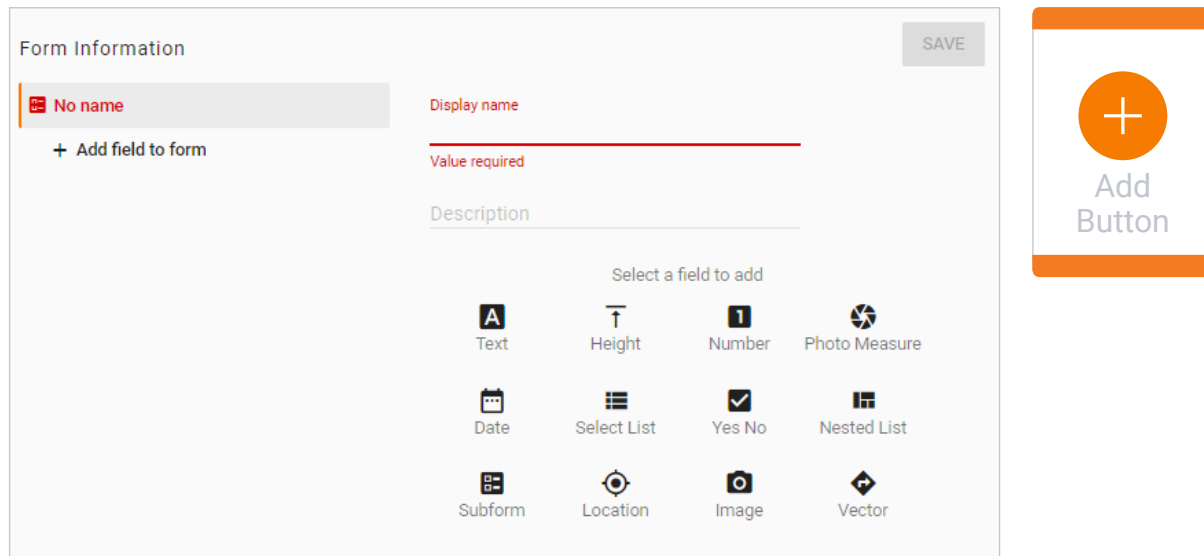 Form Information
SAVE
No name
Add field to form
Display name
Value required
Description
Select a field to add
Text
Height
Number
Photo Measure
Date
Select List
Yes No
Nested List
Subform
Location
Image
Vector
Add
Button